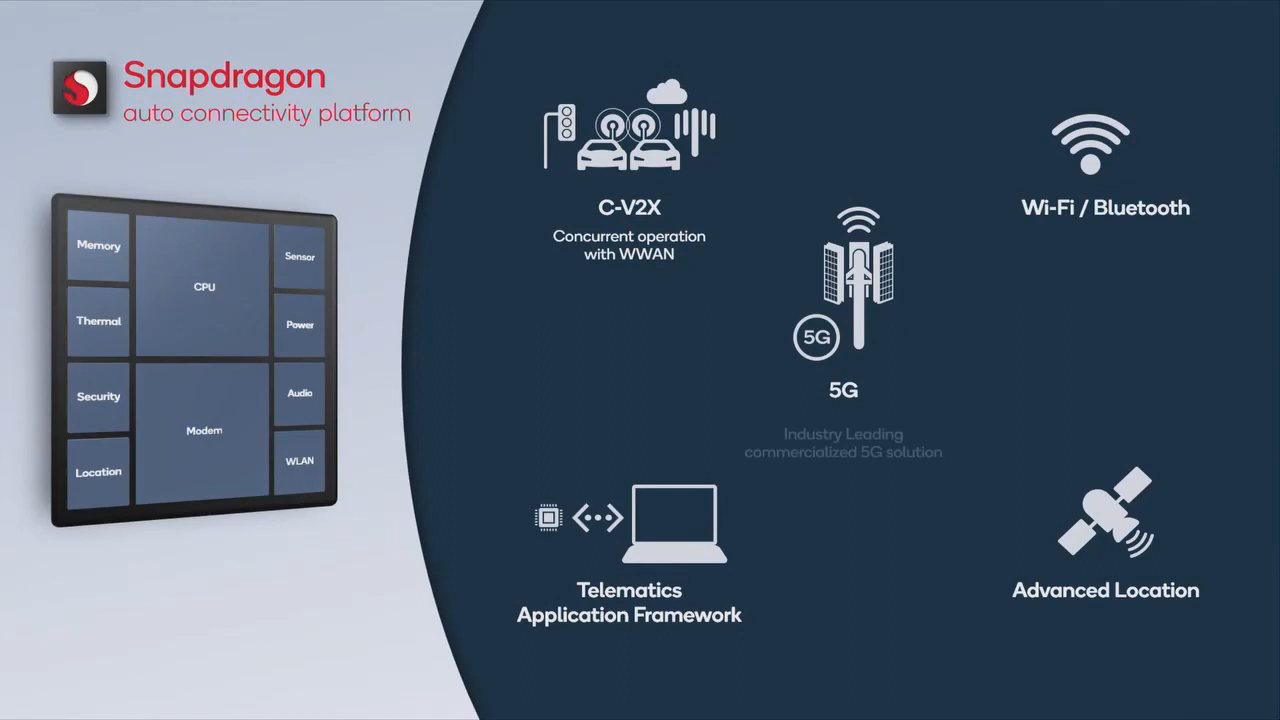 Snapdragon
auto connectivity platform
Memory
CPU
Sensor
Thermal
Power
Security
Modem
Audio
Location
WLAN
C-V2X
Concurrent operation
with WWAN
Wi-Fi / Bluetooth
5G
5G
Industry Leading
commercialized 5G solution
Telematics
Application Framework
Advanced Location